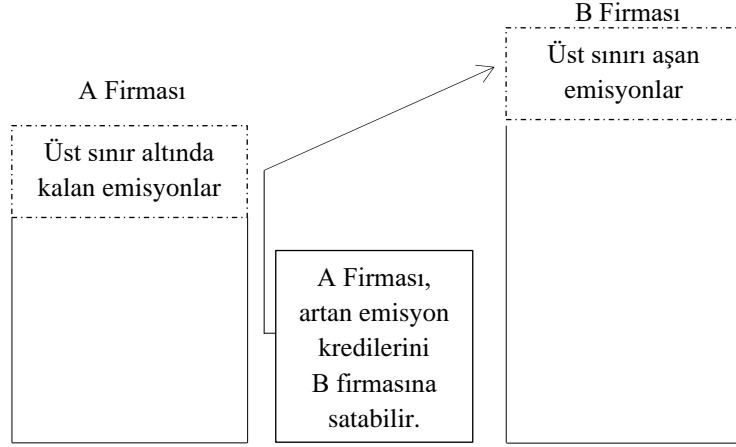 B Firması
Üst sınırı aşan
emisyonlar
A Firması
Üst sınır altında
kalan emisyonlar
A Firması,
artan emisyon
kredilerini
B firmasına
satabilir.